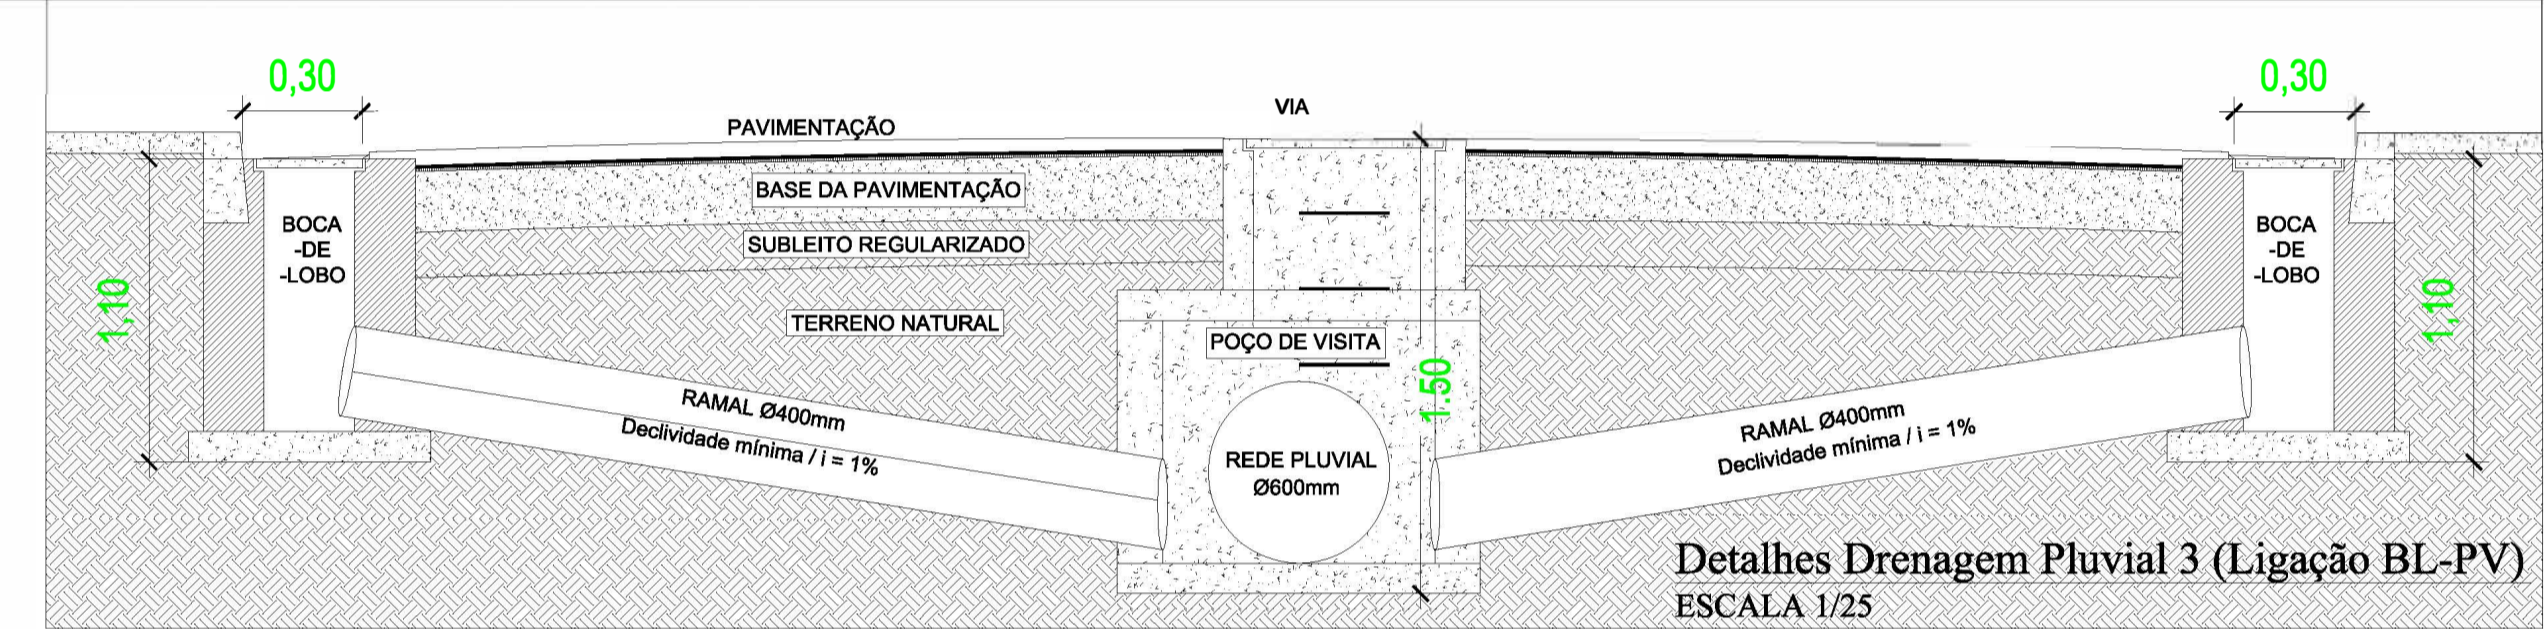 0,30
0,30
VIA
PAVIMENTAÇÃO
BASE DA PAVIMENTAÇÃO
SUBLEITO REGULARIZADO
TERRENO NATURAL
BOCA
-DE
-LOBO
BOCA
-DE
-LOBO
1,10
1,10
POÇO DE VISITA
1.50
RAMAL Ø400mm
Declividade mínima / i = 1%
REDE PLUVIAL
Ø600mm
RAMAL Ø400mm
Declividade mínima / i = 1%
Detalhes Drenagem Pluvial 3 (Ligação BL-PV)
ESCALA 1/25